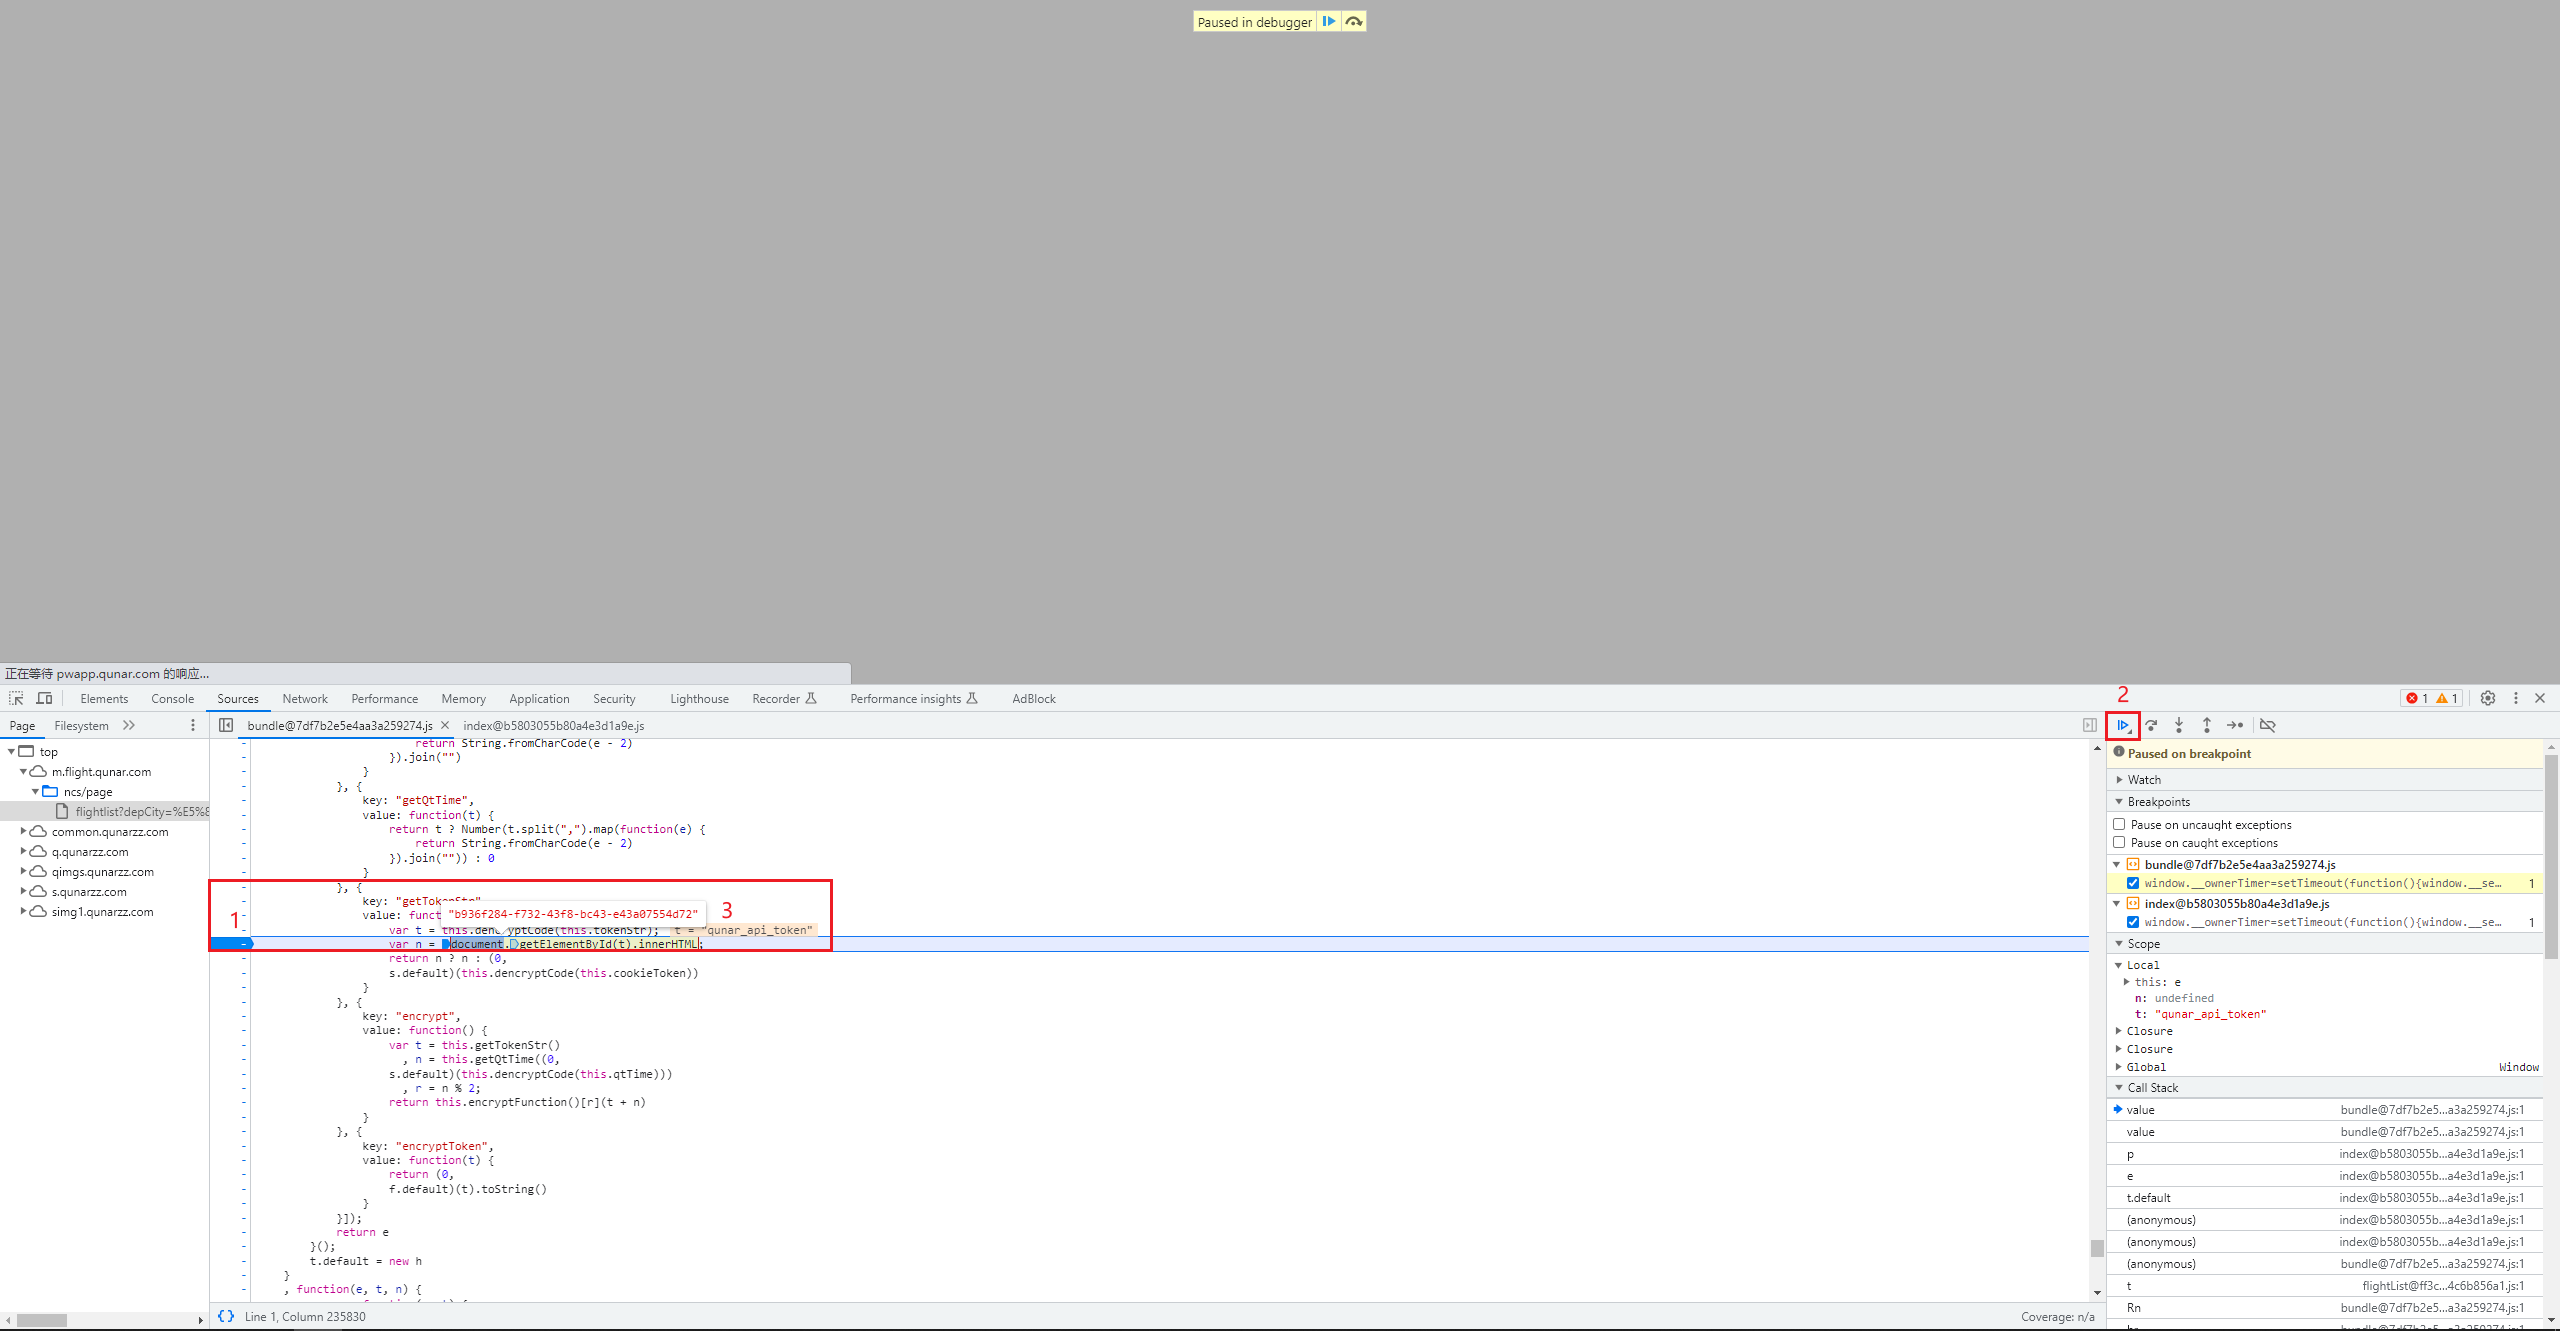 Paused in debugger
正在等待 pwapp.qunar.com 的响应...
Elements Console Sources Network Performance Memory Application Security Lighthouse Recorder Performance insights AdBlock
1 1
2
Page Filesystem
bundle@7df7b2e5e4aa3a259274.js index@b5803055b80a4e3d1a9e.js
top
m.flight.qunar.com
ncs/page
flightlist?depCity=%E5%8
common.qunarzz.com
q.qunarzz.com
qimgs.qunarzz.com
s.qunarzz.com
simg1.qunarzz.com
return String.fromCharCode(e - 2)
}).join("")
}
}, {
key: "getQtTime",
value: function(t) {
return t ? Number(t.split(",").map(function(e) {
return String.fromCharCode(e - 2)
}).join("")) : 0
}
}, {
key: "getTokenStr"
1
value: func
"b936f284-f732-43f8-bc43-e43a07554d72"
3
var t = this.dencryptCode(this.tokenStr); t = "qunar_api_token"
var n = document.getElementById(t).innerHTML;
return n ? n : (0,
s.default)(this.dencryptCode(this.cookieToken))
}
}, {
key: "encrypt",
value: function() {
var t = this.getTokenStr()
, n = this.getQtTime((0,
s.default)(this.dencryptCode(this.qtTime)))
, r = n % 2;
return this.encryptFunction()[r](t + n)
}
}, {
key: "encryptToken",
value: function(t) {
return (0,
f.default)(t).toString()
}
}]);
return e
}();
t.default = new h
}
, function(e, t, n) {
{} Line 1, Column 235830
Coverage: n/a
Paused on breakpoint
Watch
Breakpoints
Pause on uncaught exceptions
Pause on caught exceptions
bundle@7df7b2e5e4aa3a259274.js
window.__ownerTimer=setTimeout(function(){window.__se… 1
index@b5803055b80a4e3d1a9e.js
window.__ownerTimer=setTimeout(function(){window.__se… 1
Scope
Local
this: e
n: undefined
t: "qunar_api_token"
Closure
Closure
Global Window
Call Stack
value bundle@7df7b2e5…a3a259274.js:1
value bundle@7df7b2e5…a3a259274.js:1
p index@b5803055b…a4e3d1a9e.js:1
e index@b5803055b…a4e3d1a9e.js:1
t.default index@b5803055b…a4e3d1a9e.js:1
(anonymous) index@b5803055b…a4e3d1a9e.js:1
(anonymous) index@b5803055b…a4e3d1a9e.js:1
(anonymous) bundle@7df7b2e5…a3a259274.js:1
t flightList@ff3c…4c6b856a1.js:1
Rn bundle@7df7b2e5…a3a259274.js:1